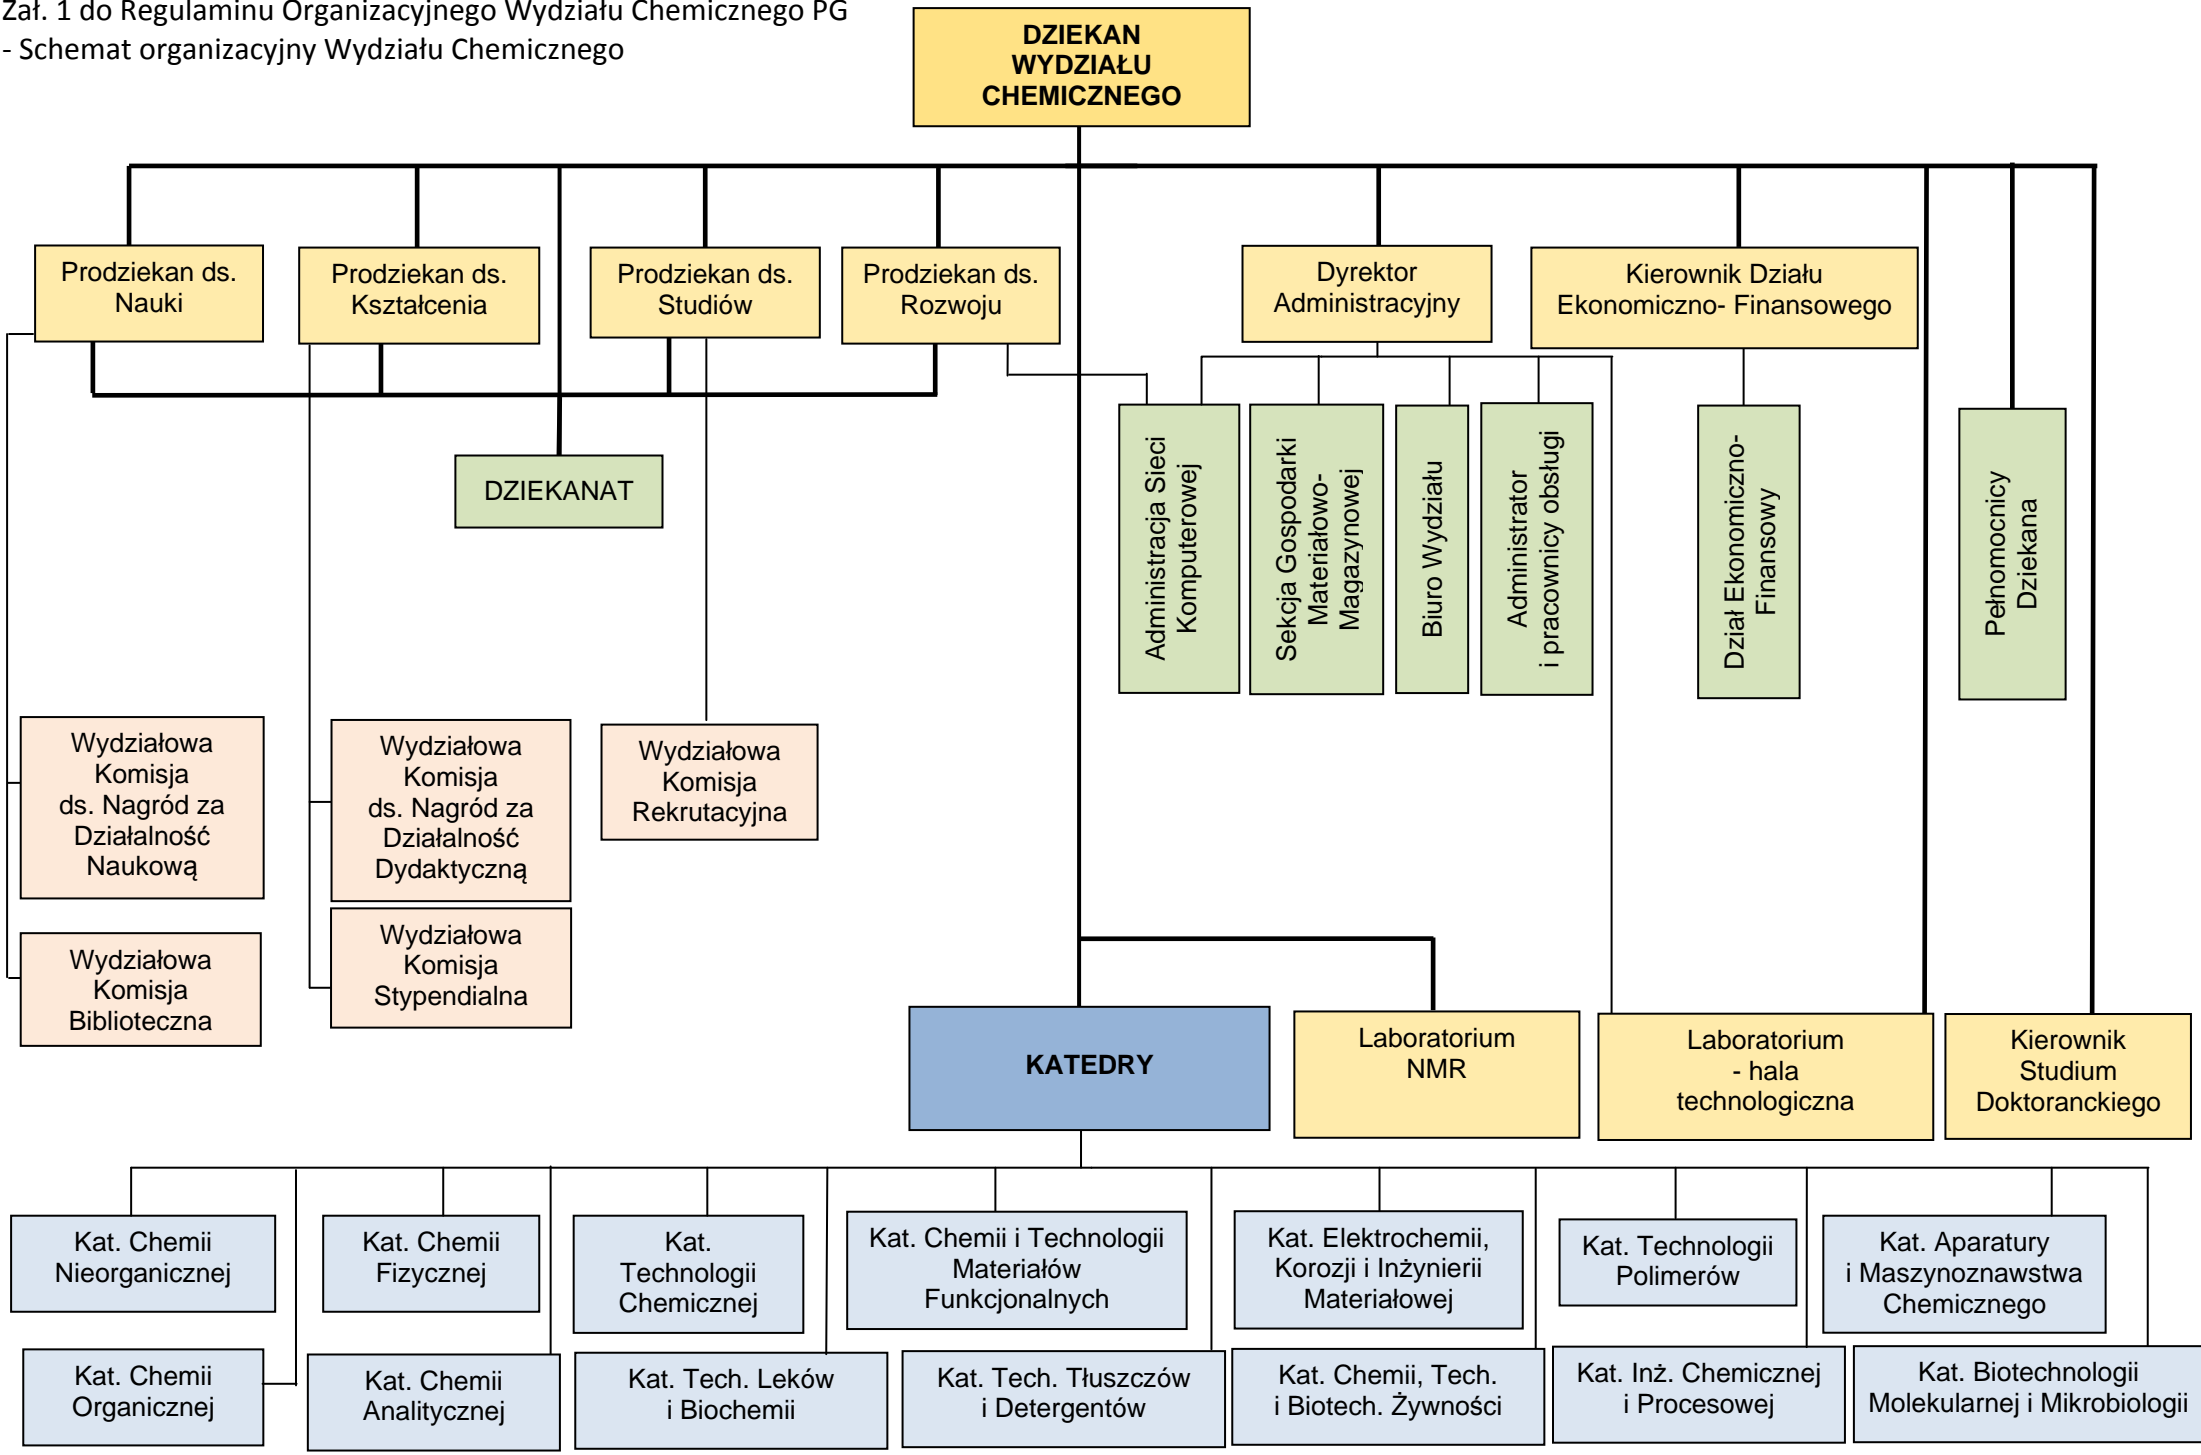 Zał. 1 do Regulaminu Organizacyjnego Wydziału Chemicznego PG
- Schemat organizacyjny Wydziału Chemicznego
DZIEKAN
WYDZIAŁU
CHEMICZNEGO
Prodziekan ds.
Nauki
Prodziekan ds.
Kształcenia
Prodziekan ds.
Studiów
Prodziekan ds.
Rozwoju
Dyrektor
Administracyjny
Kierownik Działu
Ekonomiczno- Finansowego
DZIEKANAT
Administracja Sieci
Komputerowej
Sekcja Gospodarki
Materiałowo-
Magazynowej
Biuro Wydziału
Administrator
i pracownicy obsługi
Dział Ekonomiczno-
Finansowy
Pełnomocnicy
Dziekana
Wydziałowa
Komisja
ds. Nagród za
Działalność
Naukową
Wydziałowa
Komisja
ds. Nagród za
Działalność
Dydaktyczną
Wydziałowa
Komisja
Rekrutacyjna
Wydziałowa
Komisja
Biblioteczna
Wydziałowa
Komisja
Stypendialna
KATEDRY
Laboratorium
NMR
Laboratorium
- hala
technologiczna
Kierownik
Studium
Doktoranckiego
Kat. Chemii
Nieorganicznej
Kat. Chemii
Fizycznej
Kat.
Technologii
Chemicznej
Kat. Chemii i Technologii
Materiałów
Funkcjonalnych
Kat. Elektrochemii,
Korozji i Inżynierii
Materiałowej
Kat. Technologii
Polimerów
Kat. Aparatury
i Maszynoznawstwa
Chemicznego
Kat. Chemii
Organicznej
Kat. Chemii
Analitycznej
Kat. Tech. Leków
i Biochemii
Kat. Tech. Tłuszczów
i Detergentów
Kat. Chemii, Tech.
i Biotech. Żywności
Kat. Inż. Chemicznej
i Procesowej
Kat. Biotechnologii
Molekularnej i Mikrobiologii